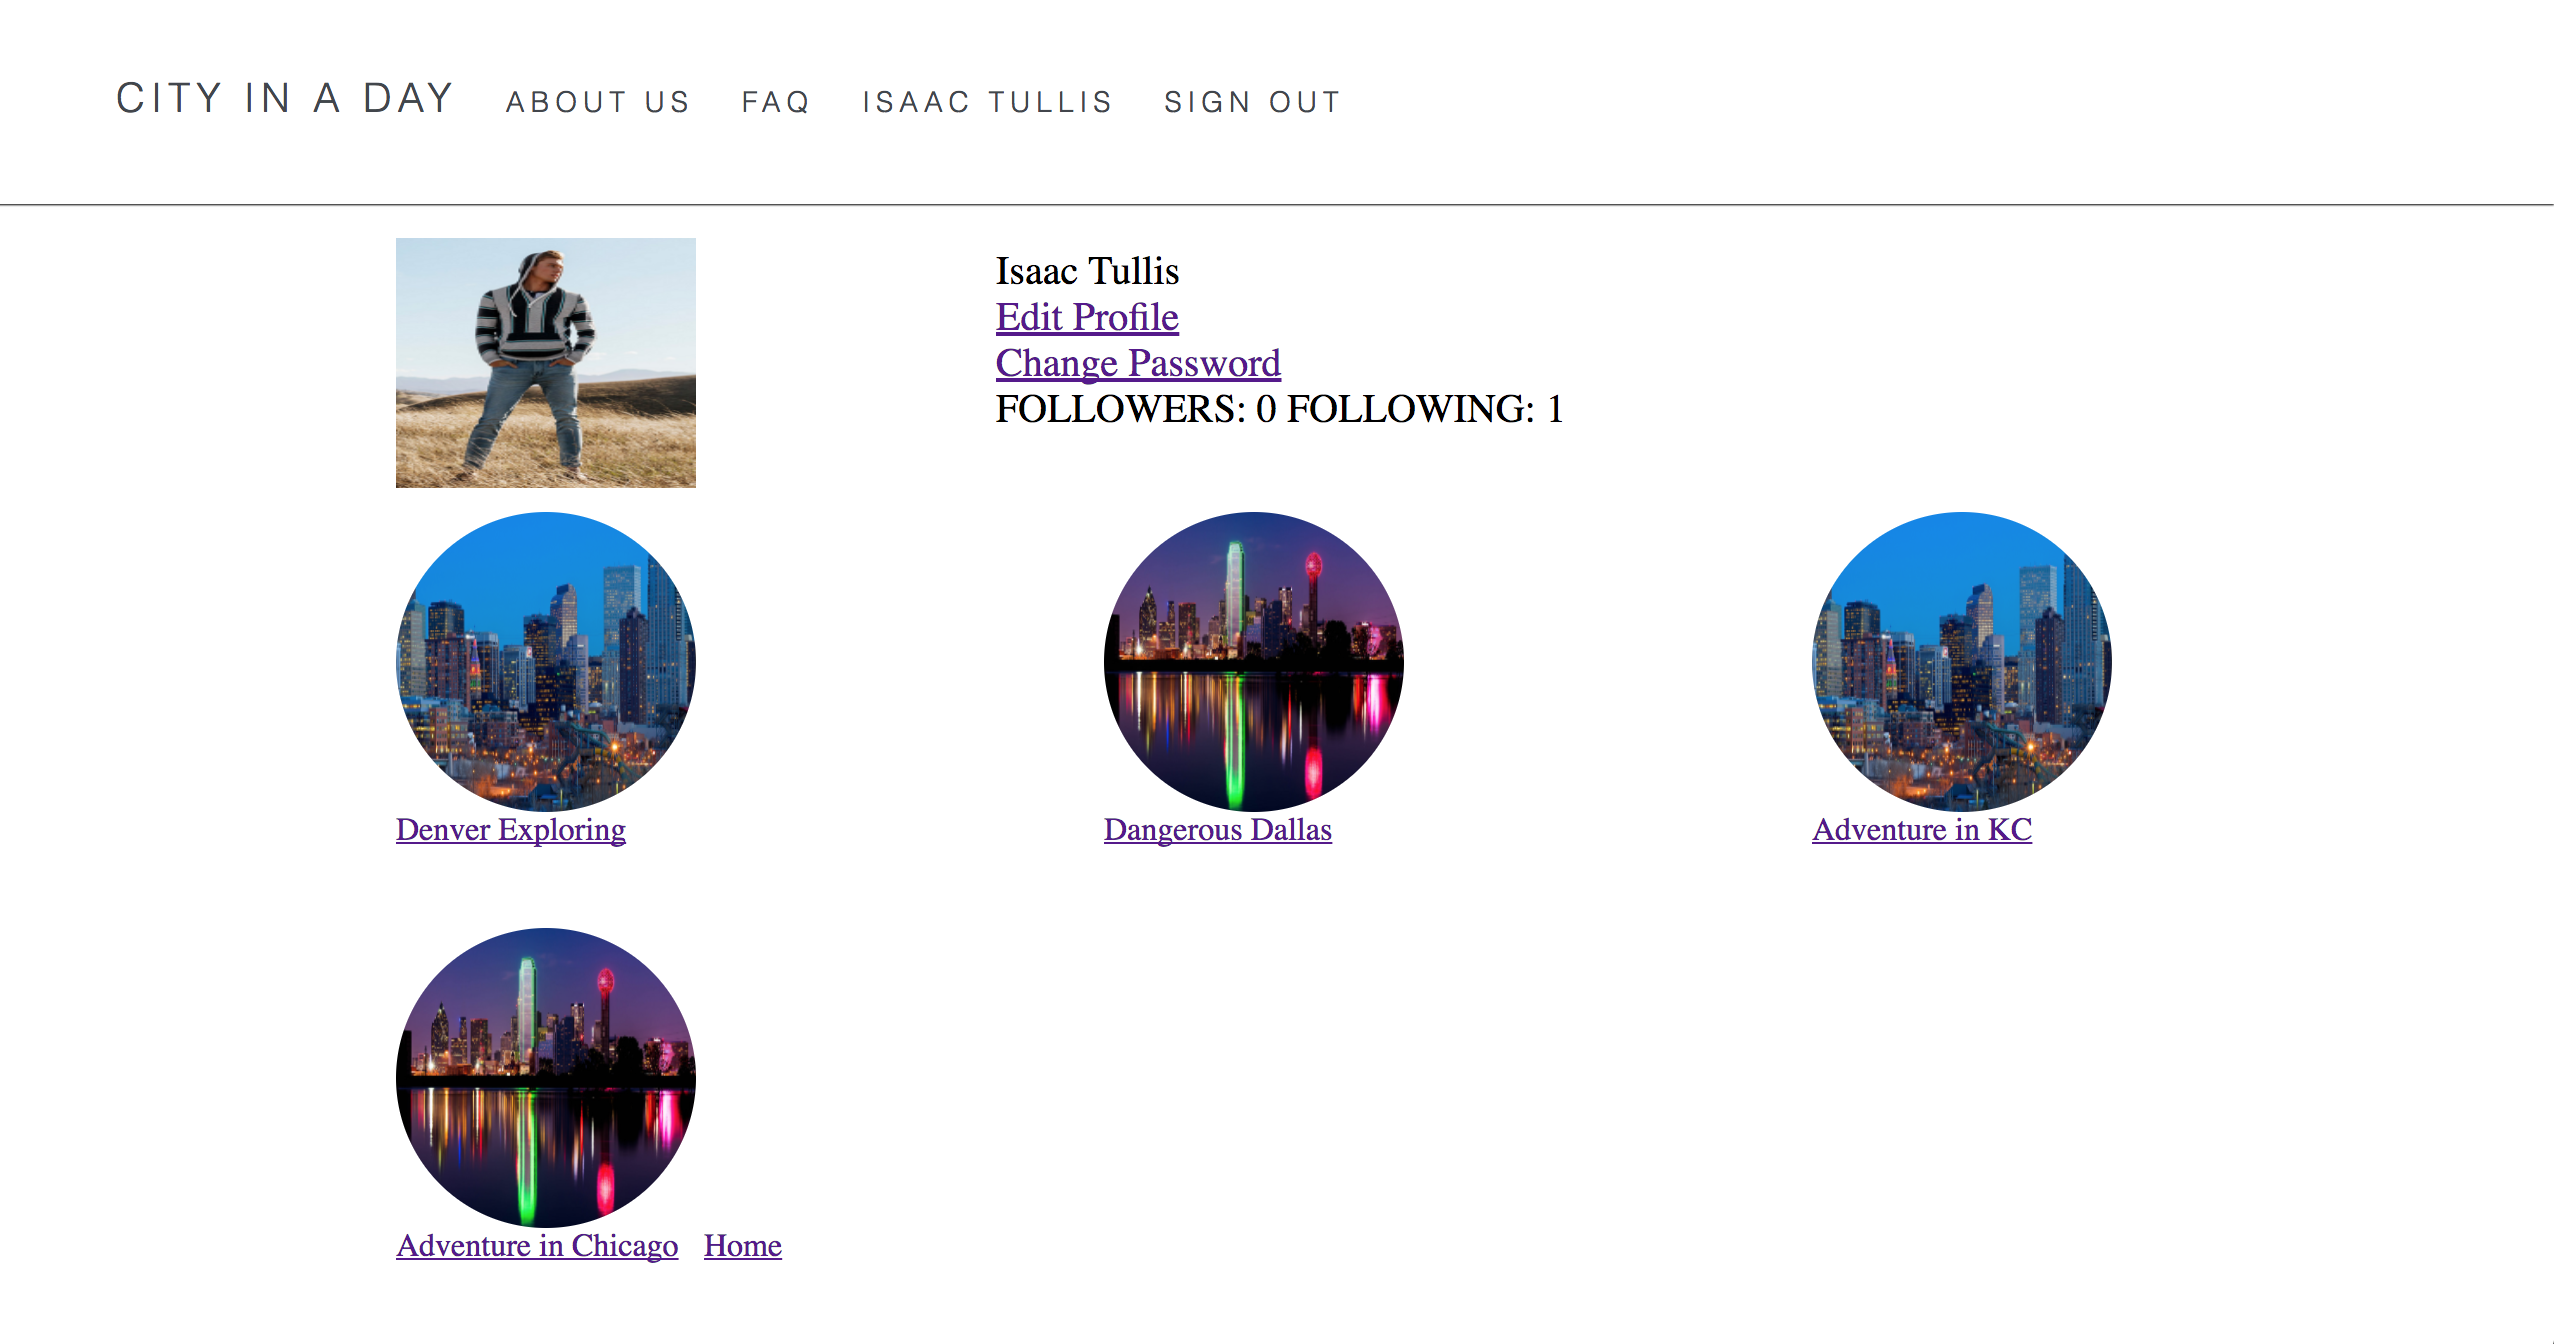 CITY IN A DAY ABOUT US FAQ ISAAC TULLIS SIGN OUT
Isaac Tullis
Edit Profile
Change Password
FOLLOWERS: 0 FOLLOWING: 1
Denver Exploring Dangerous Dallas Adventure in KC
Adventure in Chicago Home